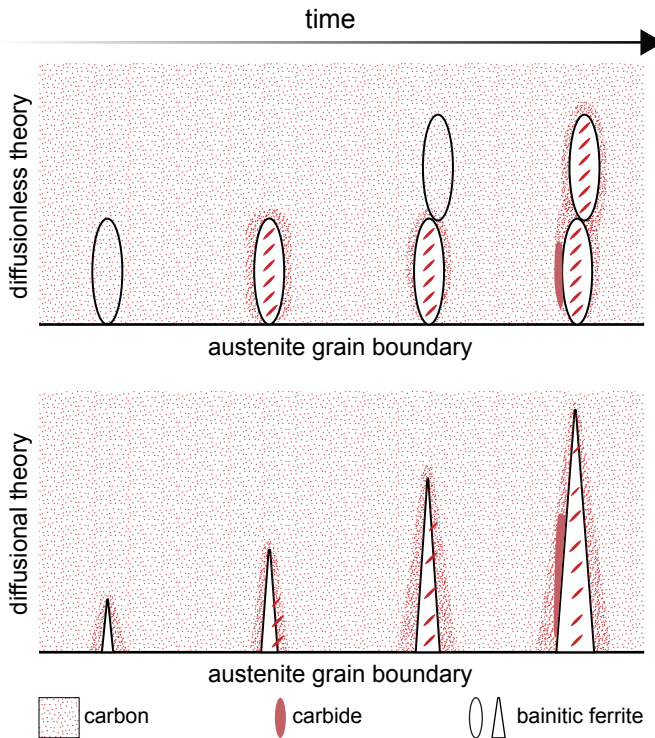 time
diffusionless theory
austenite grain boundary
diffusional theory
austenite grain boundary
carbon
carbide
bainitic ferrite